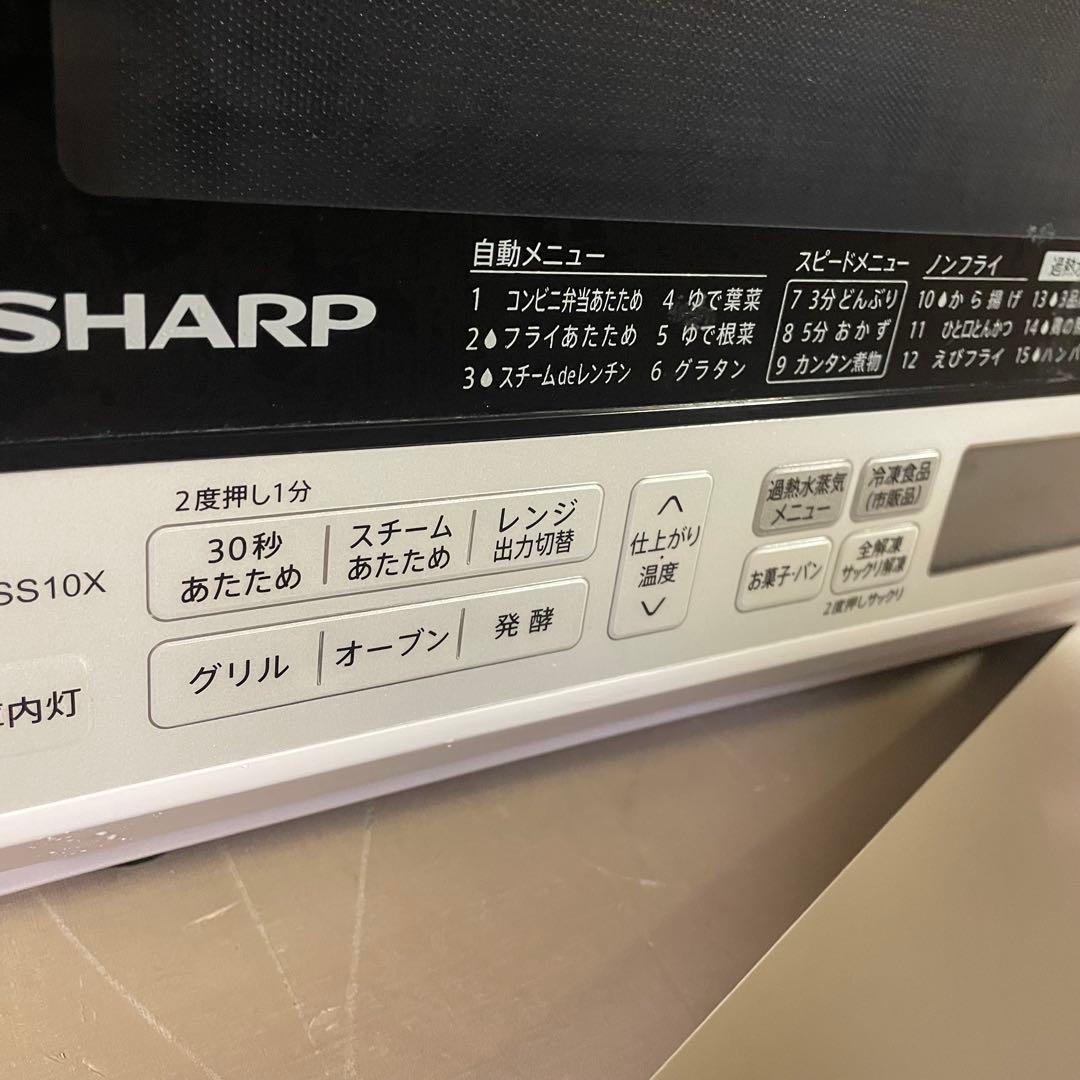 SHARP
自動メニュー
1 コンビニ弁当あたため 4 ゆで葉菜
2 フライあたため 5 ゆで根菜
3 スチームdeレンチン 6 グラタン
スピードメニュー
7 3分どんぶり
8 5分おかず
9 カンタン煮物
ノンフライ
10 から揚げ
11 ひと口とんかつ
12 えびフライ
過熱水
13 3品
14 鶏の
15 ハンバ
SS10X
2度押し1分
30秒
あたため
スチーム
あたため
レンジ
出力切替
グリル
オーブン
発酵
仕上がり
・
温度
過熱水蒸気
メニュー
冷凍食品
(市販品)
お菓子・パン
全解凍
サックリ解凍
2度押しサックリ
内灯